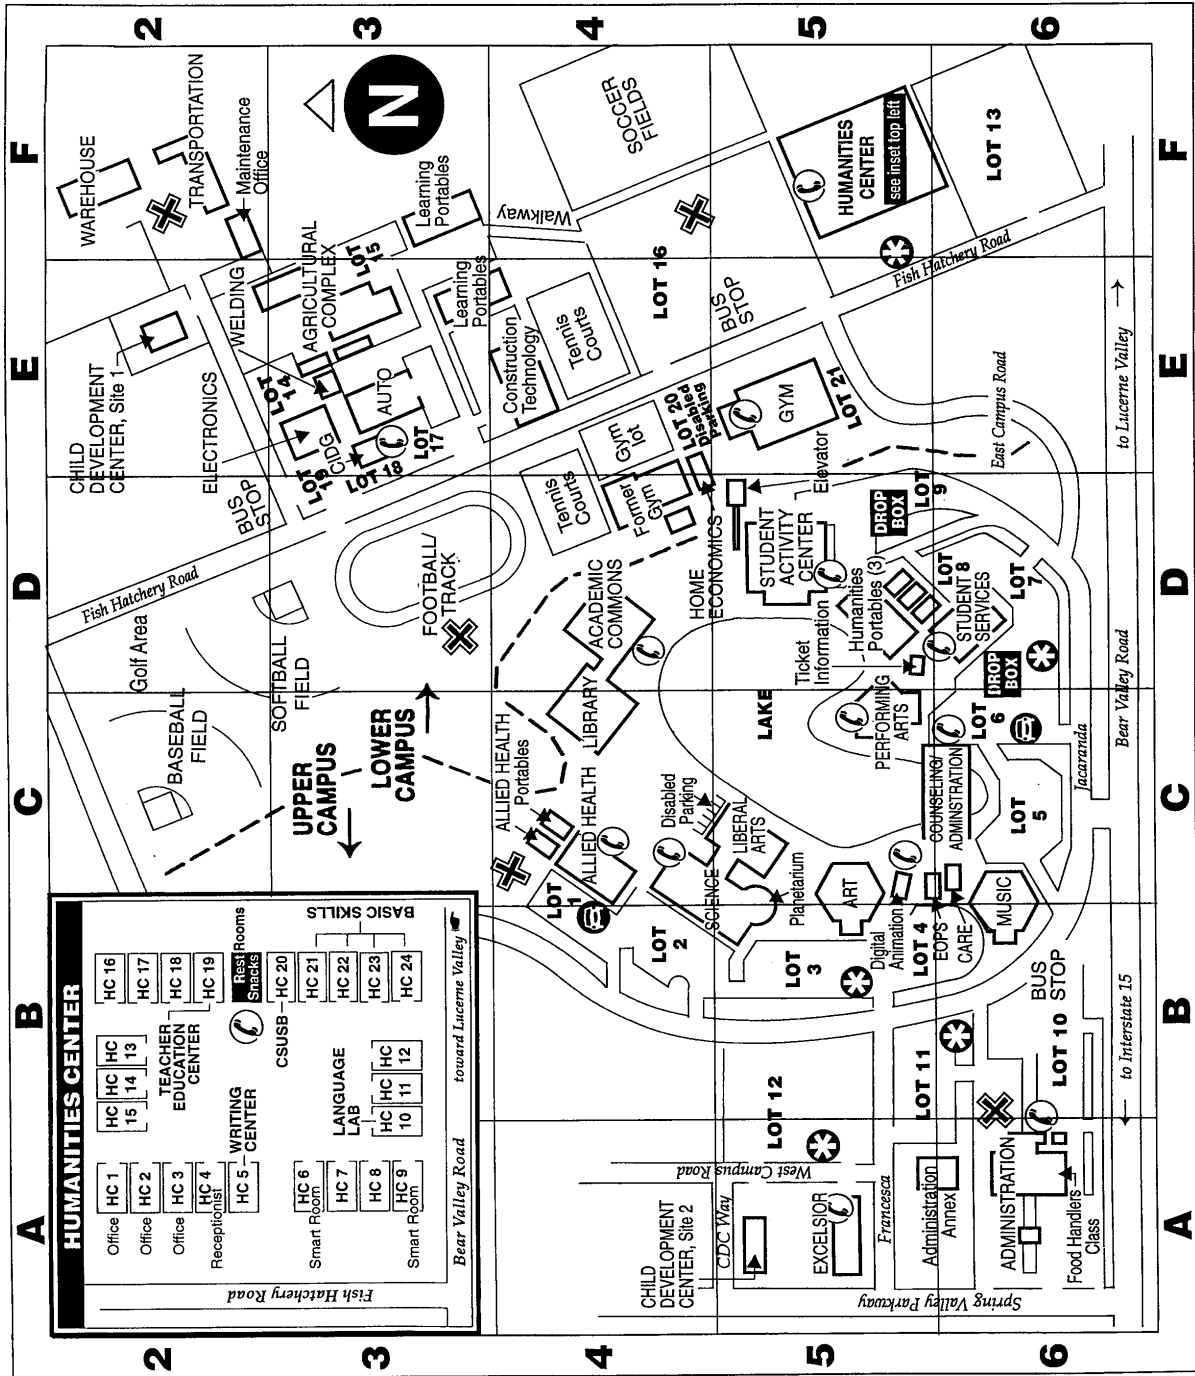 2
3
4
5
6
A
B
C
D
E
F
HUMANITIES CENTER
Office
HC 1
Office
HC 2
Office
HC 3
Receptionist
HC 4
HC 5
WRITING
CENTER
Smart Room
HC 6
HC 7
HC 8
Smart Room
HC 9
HC
15
HC
14
HC
13
TEACHER
EDUCATION
CENTER
LANGUAGE
LAB
HC
10
HC
11
HC
12
HC 16
HC 17
HC 18
HC 19
Rest Rooms
Snacks
CSUSB
HC 20
HC 21
HC 22
HC 23
HC 24
BASIC SKILLS
Fish Hatchery Road
Bear Valley Road
toward Lucerne Valley
BASEBALL
FIELD
Golf Area
Fish Hatchery Road
SOFTBALL
FIELD
UPPER
CAMPUS
LOWER
CAMPUS
FOOTBALL/
TRACK
BUS
STOP
CHILD
DEVELOPMENT
CENTER, Site 1
ELECTRONICS
WELDING
WAREHOUSE
TRANSPORTATION
Maintenance
Office
AGRICULTURAL
COMPLEX
LOT
14
LOT
15
LOT
19
CIDG
LOT 18
AUTO
LOT
17
Learning
Portables
Learning
Portables
N
Walkway
Construction
Technology
Tennis
Courts
LOT 16
SOCCER
FIELDS
BUS
STOP
Tennis
Courts
Former
Gym
Gym
lot
LOT 20
Disabled
Parking
HOME
ECONOMICS
ALLIED HEALTH
Portables
ALLIED HEALTH
LIBRARY
ACADEMIC
COMMONS
LOT
1
LOT
2
SCIENCE
Disabled
Parking
LIBERAL
ARTS
Planetarium
LAKE
STUDENT
ACTIVITY
CENTER
Elevator
GYM
LOT 21
HUMANITIES
CENTER
see inset top left
LOT 13
Fish Hatchery Road
East Campus Road
CHILD
DEVELOPMENT
CENTER, Site 2
CDC Way
West Campus Road
EXCELSIOR
LOT 12
LOT
3
ART
Digital
Animation
LOT 4
EOPS
CARE
MUSIC
PERFORMING
ARTS
COUNSELING/
ADMINISTRATION
Ticket
Information
Humanities
Portables (3)
DROP
BOX
LOT
9
LOT
8
STUDENT
SERVICES
LOT
7
DROP
BOX
LOT
6
LOT
5
Jacaranda
Francesca
Administration
Annex
LOT 11
Spring Valley Parkway
ADMINISTRATION
Food Handlers
Class
LOT 10
BUS
STOP
to Interstate 15
Bear Valley Road
to Lucerne Valley
A
B
C
D
E
F
2
3
4
5
6